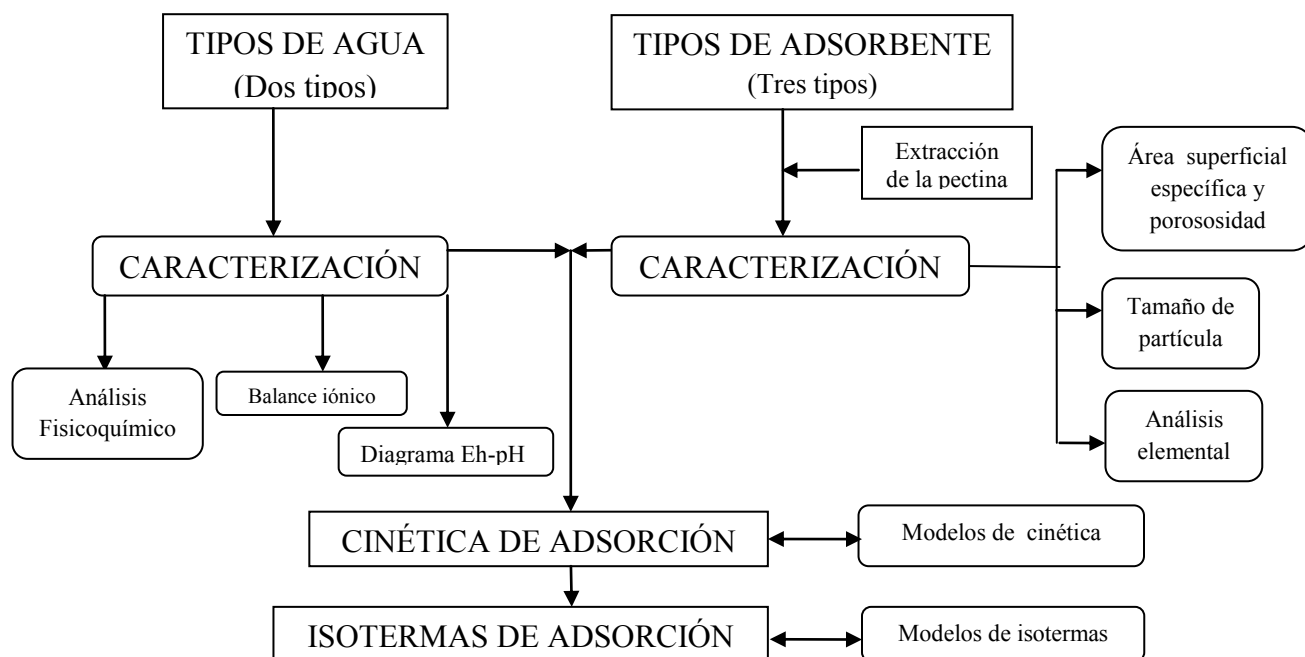 TIPOS DE AGUA
(Dos tipos)
TIPOS DE ADSORBENTE
(Tres tipos)
Extracción
de la pectina
Área superficial
específica y
porososidad
CARACTERIZACIÓN
CARACTERIZACIÓN
Tamaño de
partícula
Análisis
Fisicoquímico
Balance iónico
Diagrama Eh-pH
Análisis
elemental
CINÉTICA DE ADSORCIÓN
Modelos de cinética
ISOTERMAS DE ADSORCIÓN
Modelos de isotermas